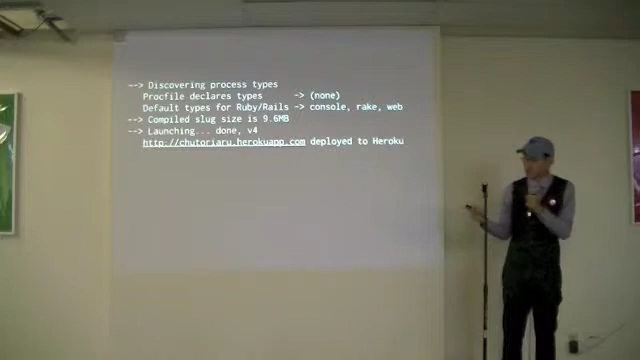 --> Discovering process types
Procfile declares types -> (none)
Default types for Ruby/Rails -> console, rake, web
--> Compiled slug size is 9.6MB
--> Launching... done, v4
http://chutoriaru.herokuapp.com deployed to Heroku